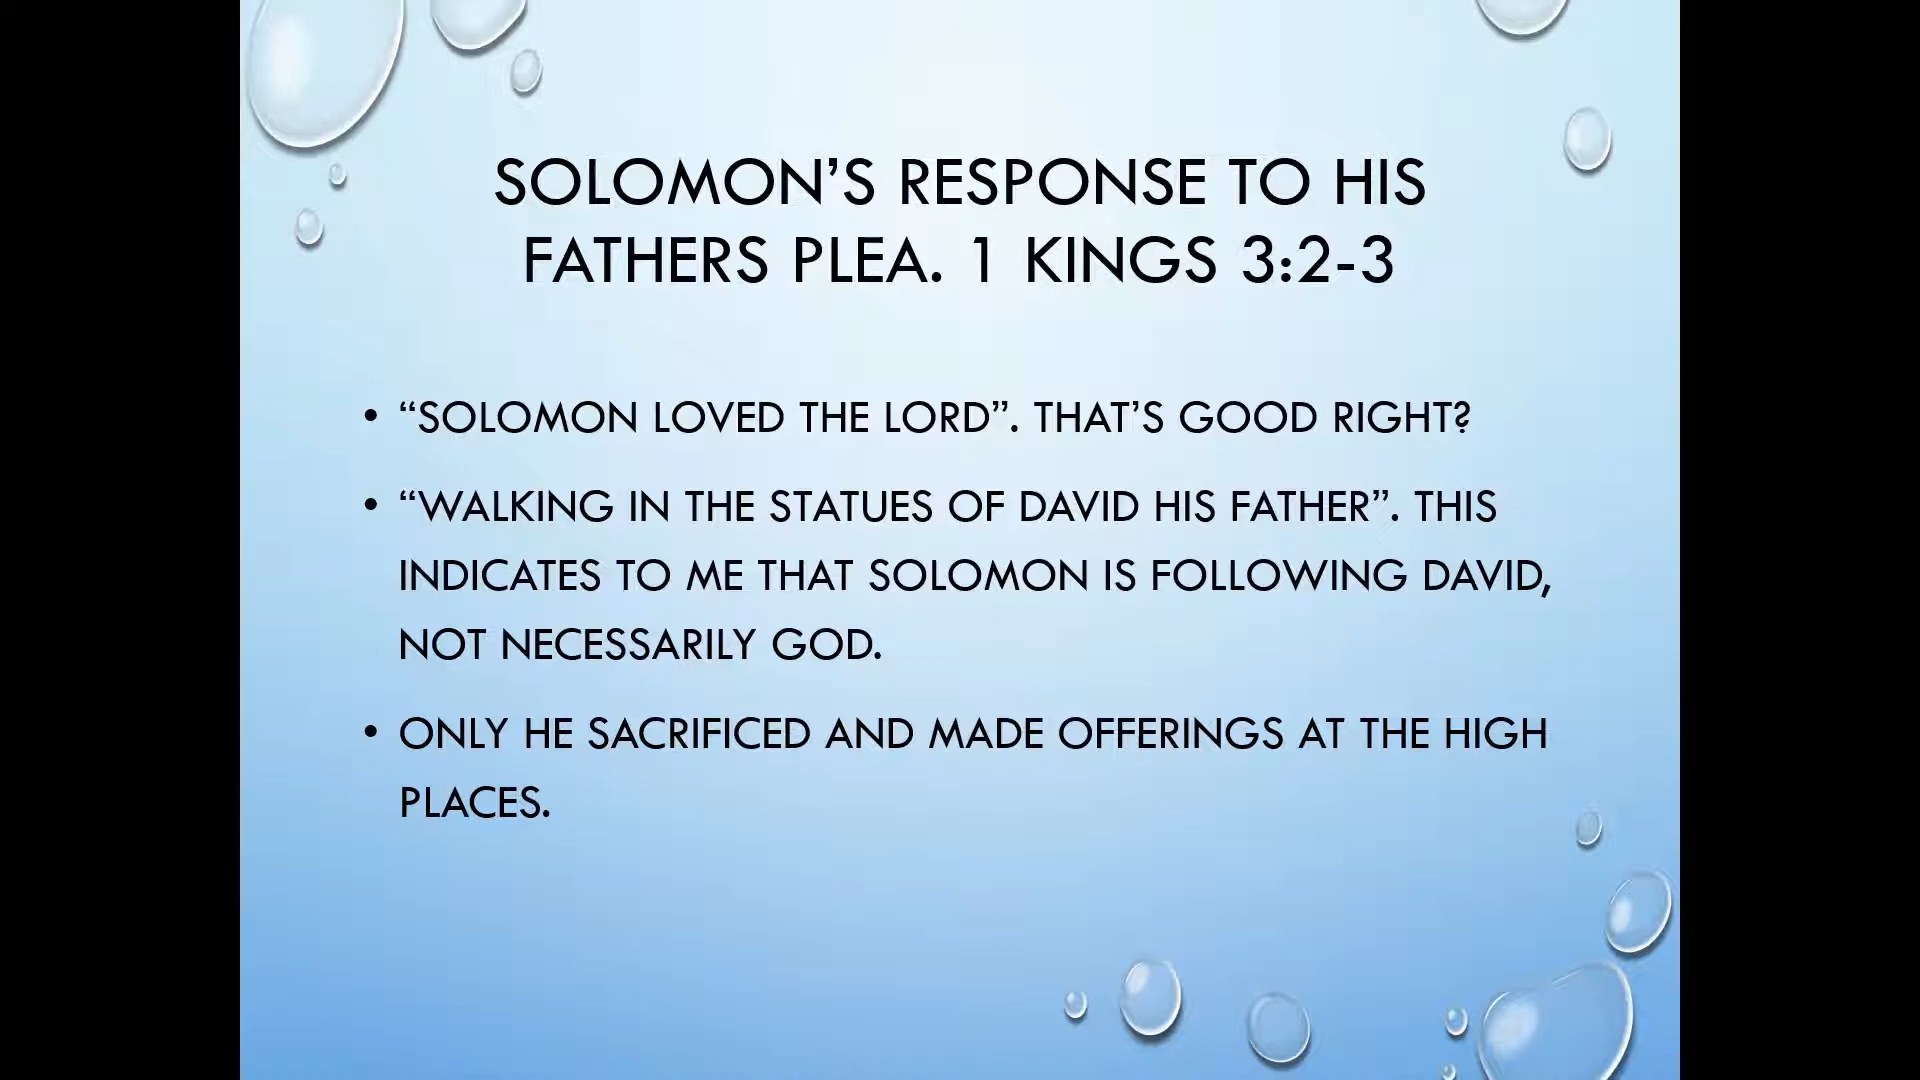 SOLOMON’S RESPONSE TO HIS
FATHERS PLEA. 1 KINGS 3:2-3
• “SOLOMON LOVED THE LORD”. THAT’S GOOD RIGHT?
• “WALKING IN THE STATUES OF DAVID HIS FATHER”. THIS
INDICATES TO ME THAT SOLOMON IS FOLLOWING DAVID,
NOT NECESSARILY GOD.
• ONLY HE SACRIFICED AND MADE OFFERINGS AT THE HIGH
PLACES.